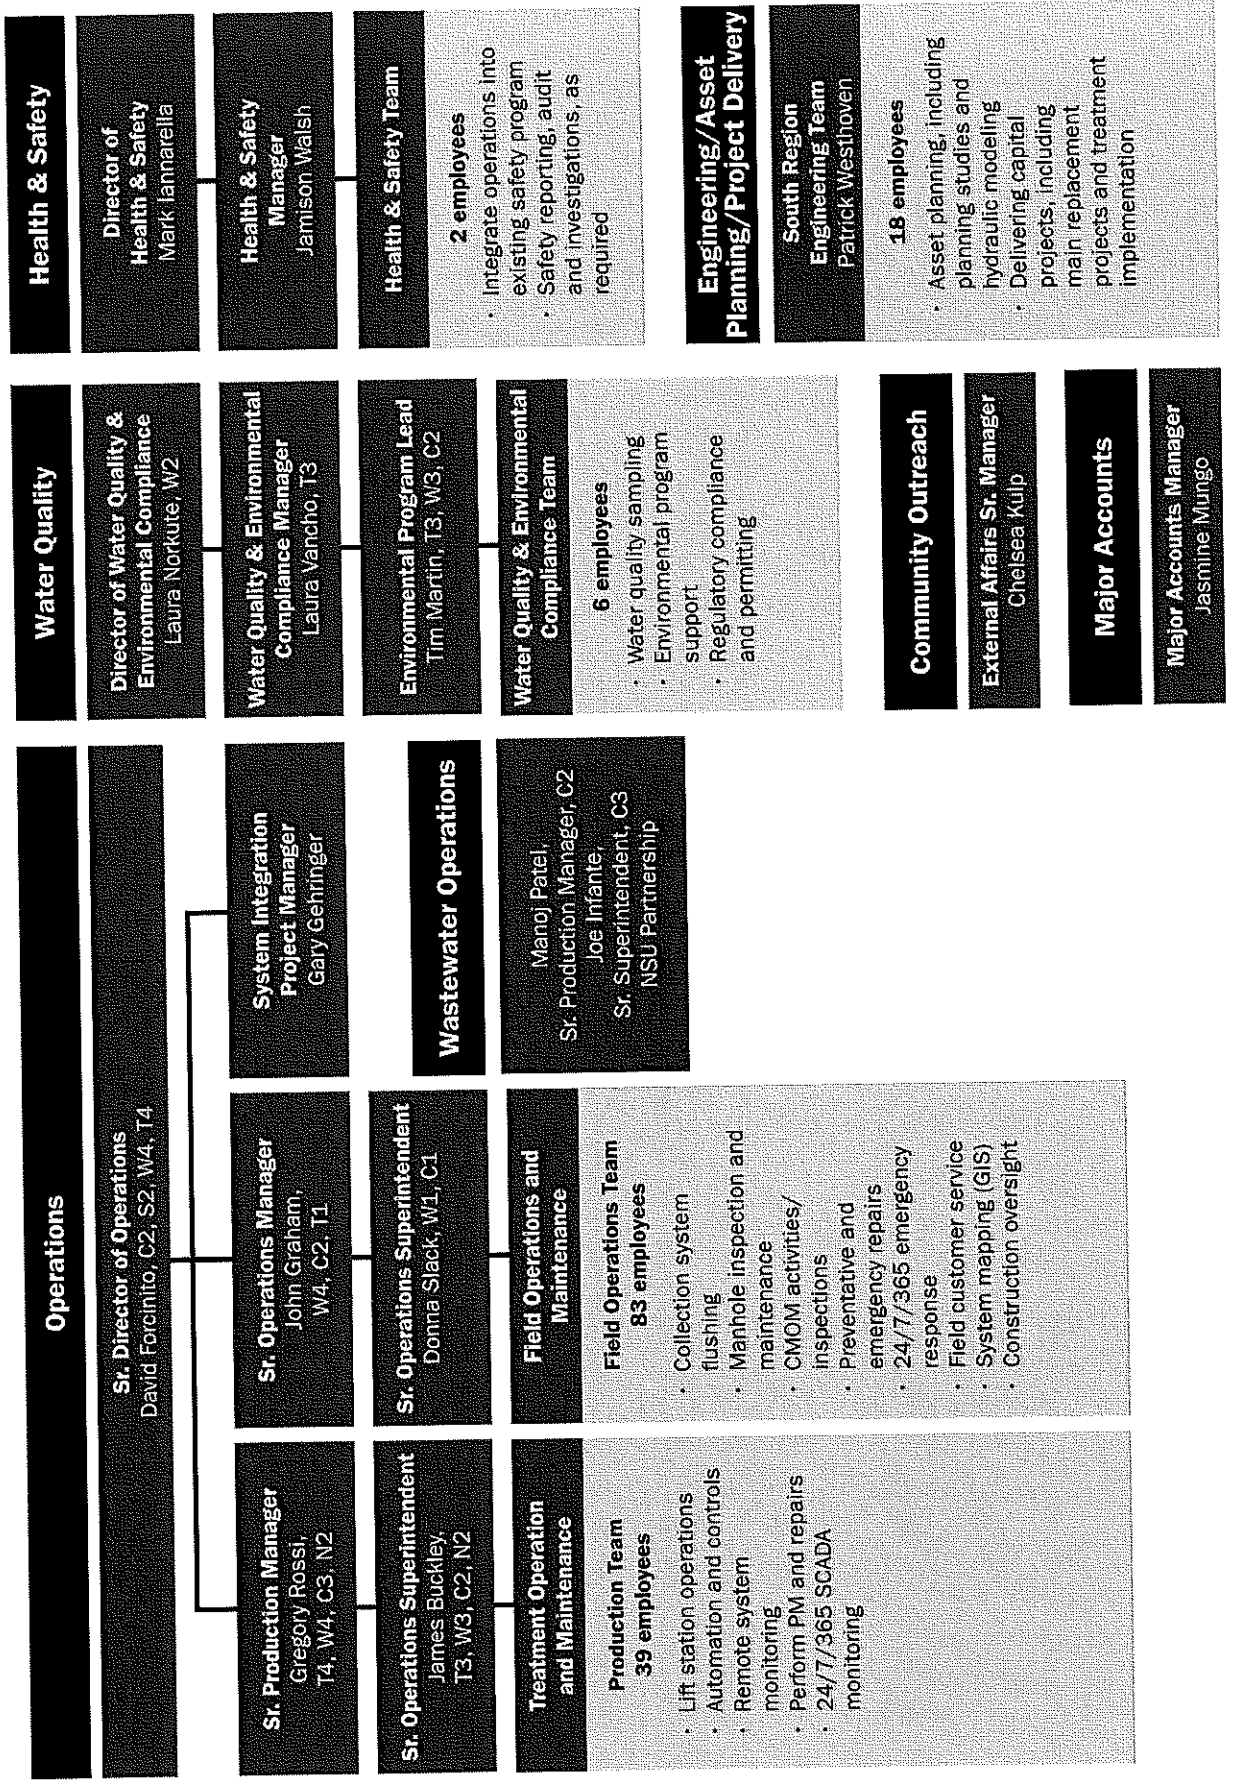 Operations
Sr. Director of Operations
David Forcinto, C2, S2, W4, T4
Sr. Production Manager
Gregory Rossi,
T4, W4, C3, N2
Sr. Operations Superintendent
James Buckley,
T3, W3, C2, N2
Treatment Operation
and Maintenance
Production Team
39 employees
· Lift station operations
· Automation and controls
· Remote system
monitoring
· Perform PM and repairs
· 24/7/365 SCADA
monitoring
Sr. Operations Manager
John Graham,
W4, C2, T1
Sr. Operations Superintendent
Donna Slack, W1, C1
Field Operations and
Maintenance
Field Operations Team
83 employees
· Collection system
flushing
· Manhole inspection and
maintenance
· CMOM activities/
inspections
· Preventative and
emergency repairs
· 24/7/365 emergency
response
· Field customer service
· System mapping (GIS)
· Construction oversight
System Integration
Project Manager
Gary Gehringer
Wastewater Operations
Manoj Patel,
Sr. Production Manager, C2
Joe Infante,
Sr. Superintendent, C3
NSU Partnership
Water Quality
Director of Water Quality &
Environmental Compliance
Laura Norkute, W2
Water Quality & Environmental
Compliance Manager
Laura Vancho, T3
Environmental Program Lead
Tim Martin, T3, W3, C2
Water Quality & Environmental
Compliance Team
6 employees
· Water quality sampling
· Environmental program
support
· Regulatory compliance
and permitting
Community Outreach
External Affairs Sr. Manager
Chelsea Kulp
Major Accounts
Major Accounts Manager
Jasmine Mungo
Health & Safety
Director of
Health & Safety
Mark Iannarella
Health & Safety
Manager
Jamison Walsh
Health & Safety Team
2 employees
· Integrate operations into
existing safety program
· Safety reporting, audit
and investigations, as
required
Engineering/Asset
Planning/Project Delivery
South Region
Engineering Team
Patrick Westhoven
18 employees
· Asset planning, including
planning studies and
hydraulic modeling
· Delivering capital
projects, including
main replacement
projects and treatment
implementation